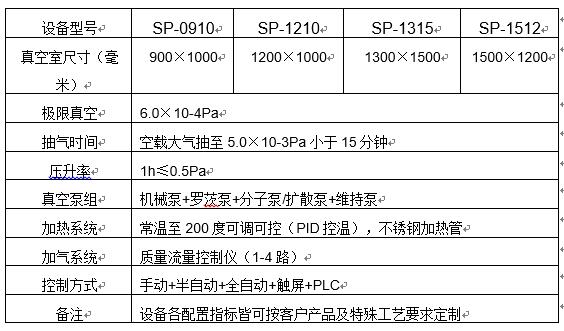 设备型号 SP-0910 SP-1210 SP-1315 SP-1512
真空室尺寸（毫 900×1000 1200×1000 1300×1500 1500×1200
米）
极限真空 6.0×10-4Pa
抽气时间 空载大气抽至 5.0×10-3Pa 小于 15 分钟
压升率 1h≤0.5Pa
真空泵组 机械泵+罗茨泵+分子泵/扩散泵+维持泵
加热系统 常温至 200 度可调可控（PID 控温），不锈钢加热管
加气系统 质量流量控制仪（1-4 路）
控制方式 手动+半自动+全自动+触屏+PLC
备注 设备各配置指标皆可按客户产品及特殊工艺要求定制